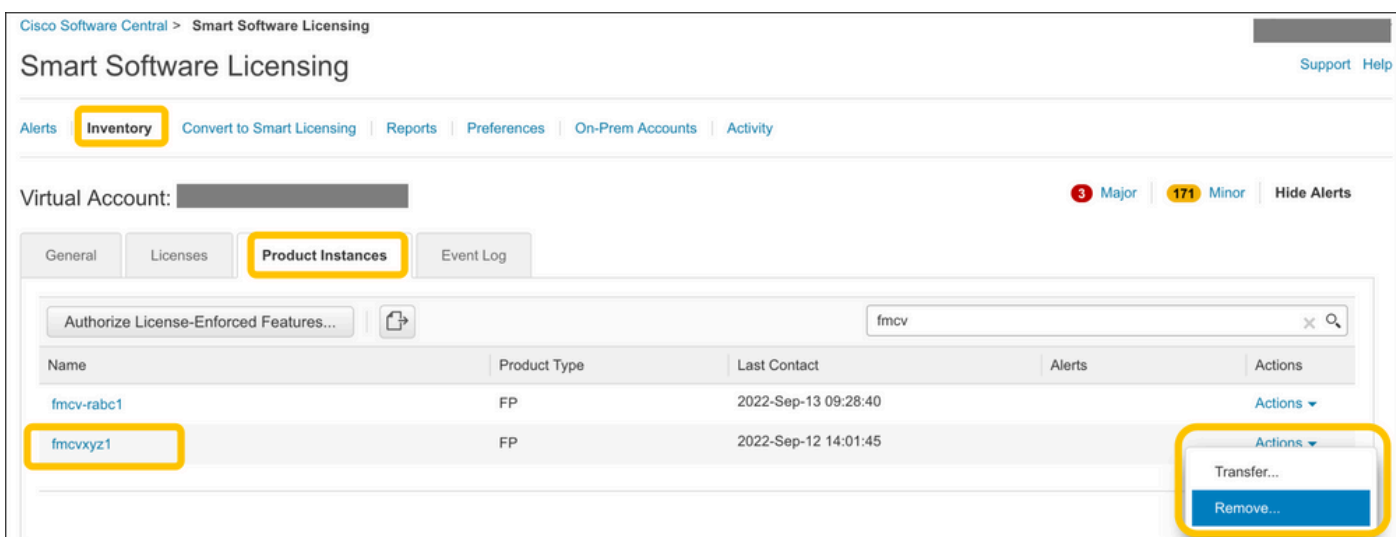 Cisco Software Central > Smart Software Licensing
Smart Software Licensing
Support Help
Alerts Inventory Convert to Smart Licensing Reports Preferences On-Prem Accounts Activity
Virtual Account:
3 Major 171 Minor Hide Alerts
General Licenses Product Instances Event Log
Authorize License-Enforced Features... fmcv
Name Product Type Last Contact Alerts Actions
fmcv-rabc1 FP 2022-Sep-13 09:28:40 Actions
fmcvxyz1 FP 2022-Sep-12 14:01:45 Actions
Transfer...
Remove...